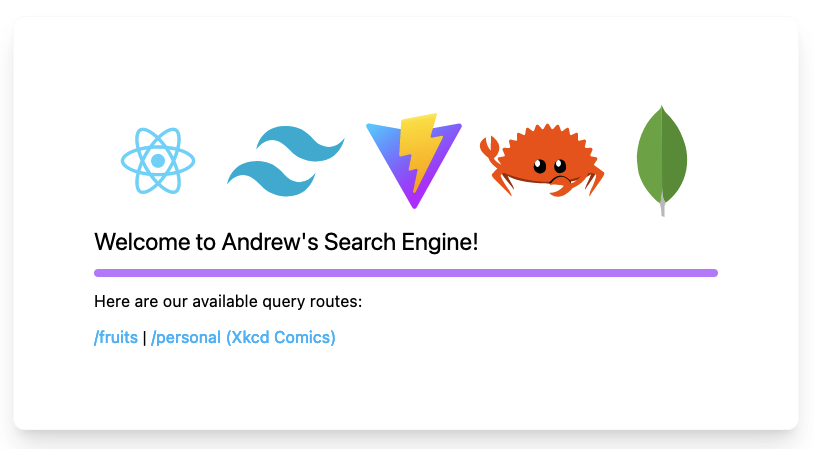 Welcome to Andrew's Search Engine!
Here are our available query routes:
/fruits | /personal (Xkcd Comics)